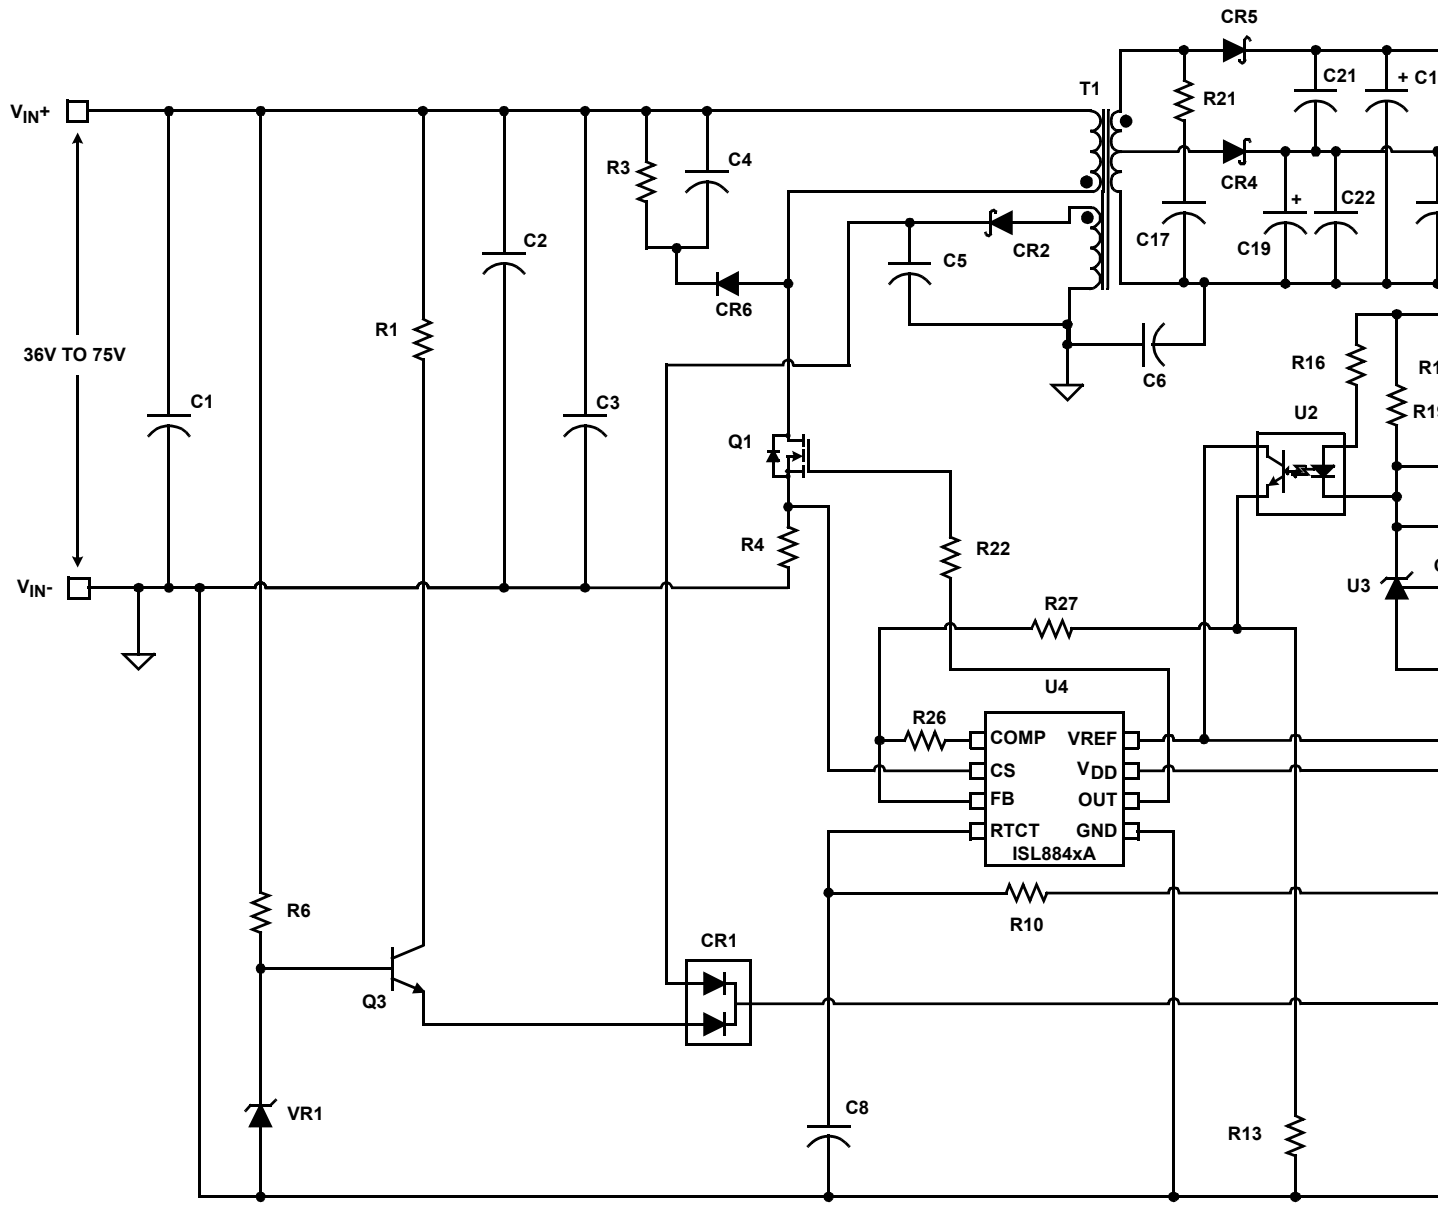 CR5
T1
C21
+ C1
VIN+
R21
R3
C4
CR4
C22
+
C17
C19
C2
CR2
C5
CR6
R1
36V TO 75V
R16
R1
C6
C1
C3
U2
R19
Q1
R4
R22
VIN-
U3
R27
U4
R26
COMP
VREF
CS
VDD
FB
OUT
RTCT
GND
ISL884xA
R6
R10
CR1
Q3
VR1
C8
R13